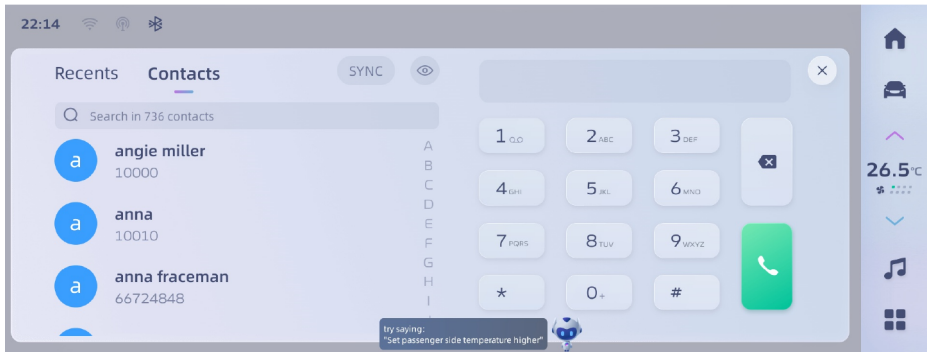 22:14
Recents Contacts SYNC
Search in 736 contacts
a
angie miller
10000
a
anna
10010
a
anna fraceman
66724848
A
B
C
D
E
F
G
H
I
1
2 ABC
3 DEF
4 GHI
5 JKL
6 MNO
7 PQRS
8 TUV
9 WXYZ
*
0 +
#
try saying:
"Set passenger side temperature higher"
26.5°C